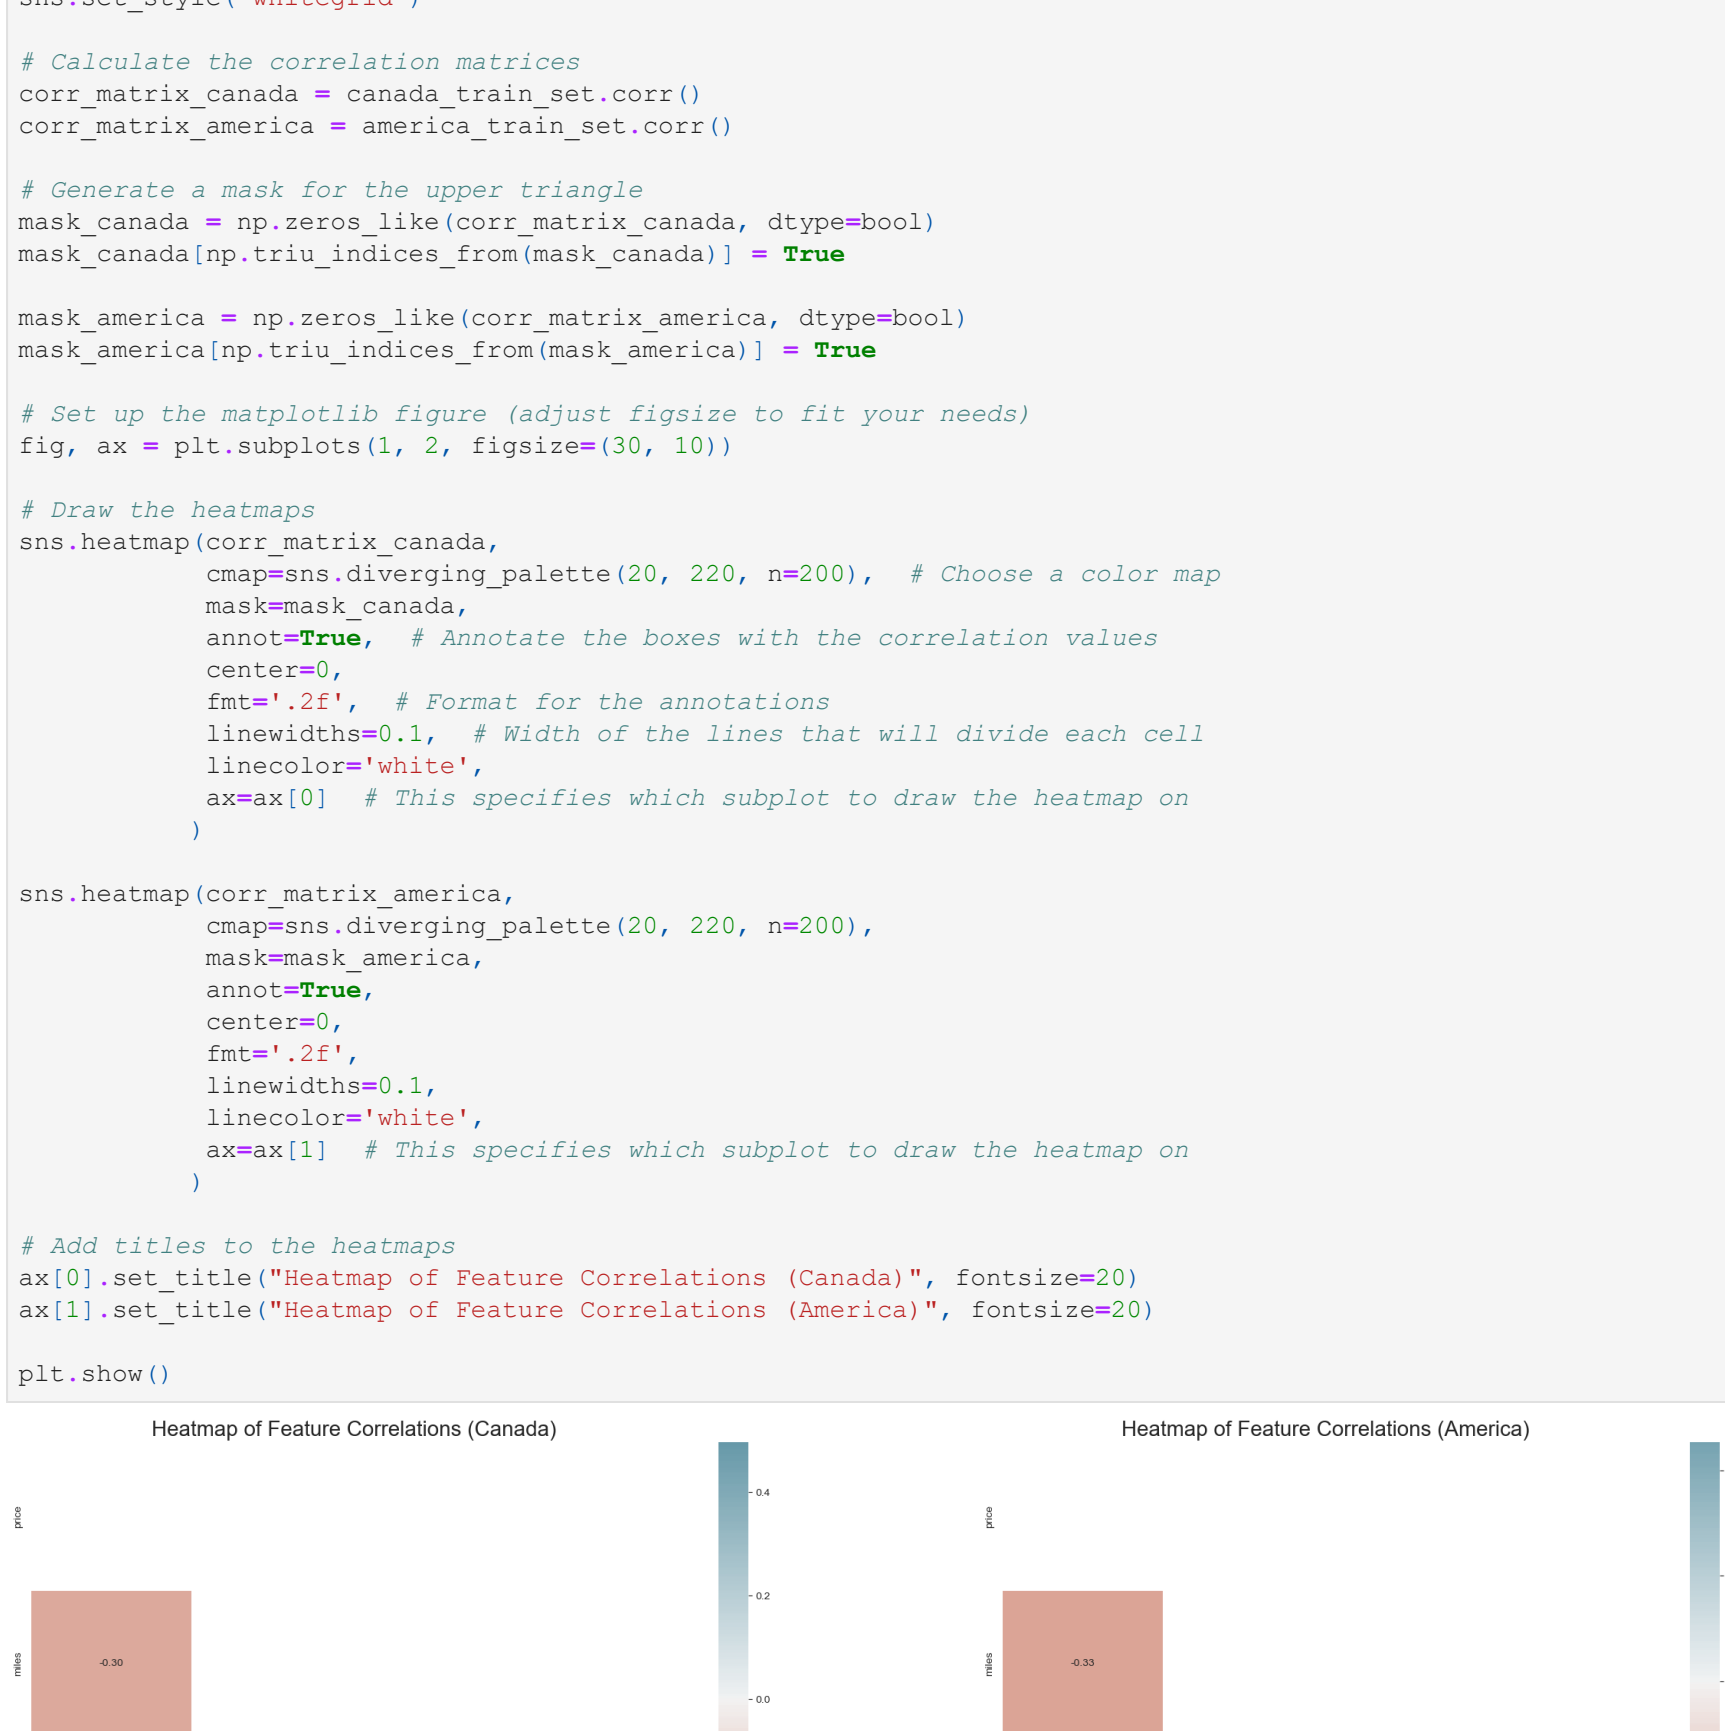 sns.set_style('whitegrid')
# Calculate the correlation matrices
corr_matrix_canada = canada_train_set.corr()
corr_matrix_america = america_train_set.corr()
# Generate a mask for the upper triangle
mask_canada = np.zeros_like(corr_matrix_canada, dtype=bool)
mask_canada[np.triu_indices_from(mask_canada)] = True
mask_america = np.zeros_like(corr_matrix_america, dtype=bool)
mask_america[np.triu_indices_from(mask_america)] = True
# Set up the matplotlib figure (adjust figsize to fit your needs)
fig, ax = plt.subplots(1, 2, figsize=(30, 10))
# Draw the heatmaps
sns.heatmap(corr_matrix_canada,
cmap=sns.diverging_palette(20, 220, n=200),  # Choose a color map
mask=mask_canada,
annot=True,  # Annotate the boxes with the correlation values
center=0,
fmt='.2f',  # Format for the annotations
linewidths=0.1,  # Width of the lines that will divide each cell
linecolor='white',
ax=ax[0]  # This specifies which subplot to draw the heatmap on
)
sns.heatmap(corr_matrix_america,
cmap=sns.diverging_palette(20, 220, n=200),
mask=mask_america,
annot=True,
center=0,
fmt='.2f',
linewidths=0.1,
linecolor='white',
ax=ax[1]  # This specifies which subplot to draw the heatmap on
)
# Add titles to the heatmaps
ax[0].set_title("Heatmap of Feature Correlations (Canada)", fontsize=20)
ax[1].set_title("Heatmap of Feature Correlations (America)", fontsize=20)
plt.show()
Heatmap of Feature Correlations (Canada)
price
miles
-0.30
0.4
0.2
0.0
Heatmap of Feature Correlations (America)
price
miles
-0.33